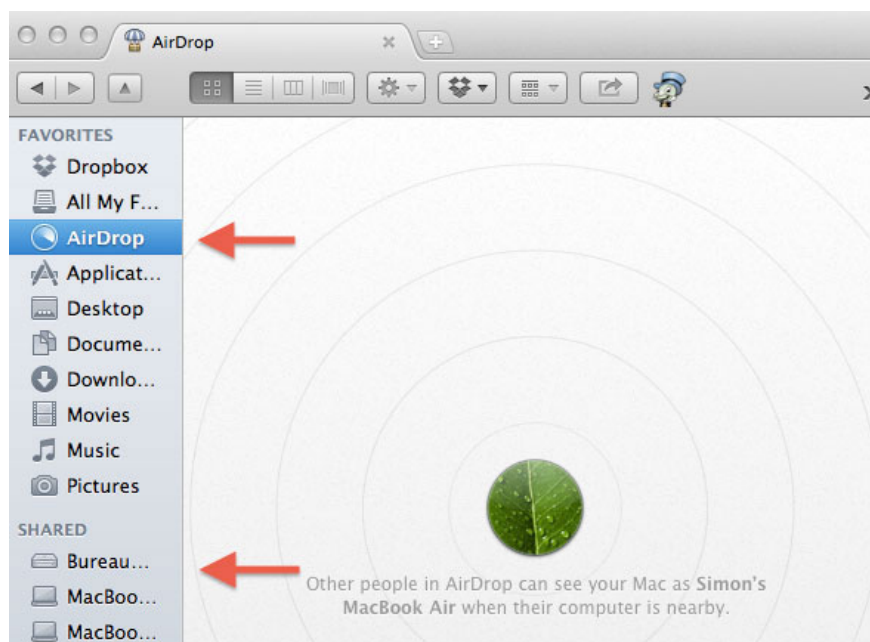 AirDrop
FAVORITES
Dropbox
All My F...
AirDrop
Applicat...
Desktop
Docume...
Downlo...
Movies
Music
Pictures
SHARED
Bureau...
MacBoo...
MacBoo...
Other people in AirDrop can see your Mac as Simon's
MacBook Air when their computer is nearby.